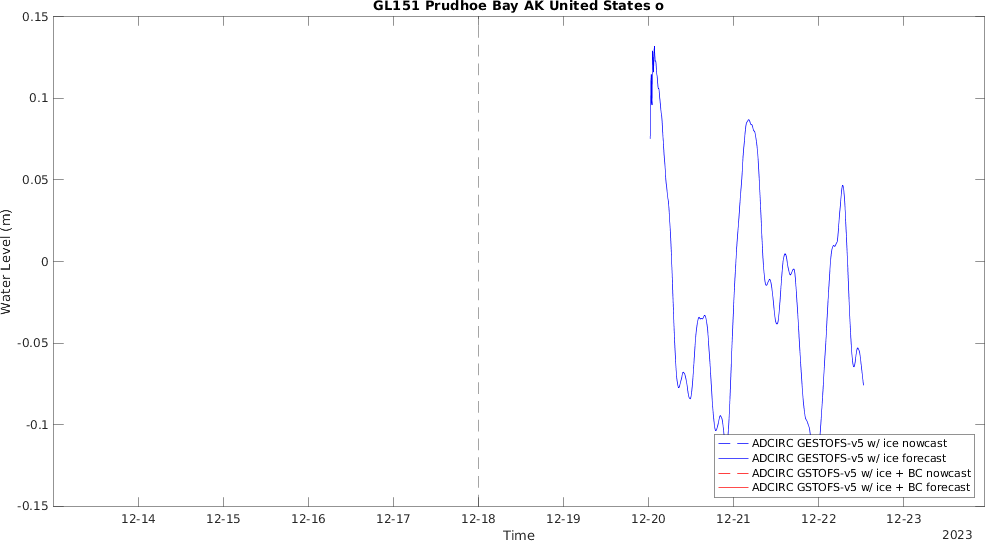 GL151 Prudhoe Bay AK United States o
0.15
0.1
0.05
0
-0.05
-0.1
-0.15
Water Level (m)
ADCIRC GESTOFS-v5 w/ ice nowcast
ADCIRC GESTOFS-v5 w/ ice forecast
ADCIRC GSTOFS-v5 w/ ice + BC nowcast
ADCIRC GSTOFS-v5 w/ ice + BC forecast
12-14 12-15 12-16 12-17 12-18 12-19 12-20 12-21 12-22 12-23
Time
2023